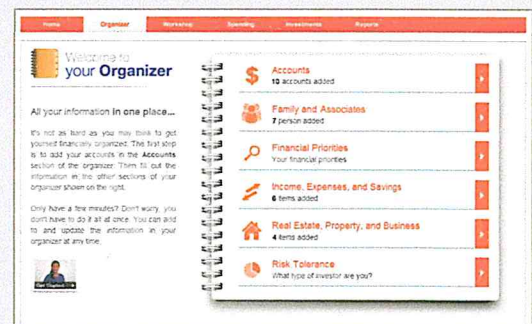 Home Organizer Workshop Spending Investments Reports
Welcome to
your Organizer
All your information in one place...
It's not as hard as you may think to get
yourself financially organized. The first step
is to add your accounts in the Accounts
section of the organizer. Then fill out the
information in the other sections of your
organizer shown on the right.
Only have a few minutes? Don't worry, you
don't have to do it all at once. You can add
to and update the information in your
organizer at any time.
Accounts
10 accounts added
Family and Associates
7 person added
Financial Priorities
Your financial priorities
Income, Expenses, and Savings
6 items added
Real Estate, Property, and Business
4 items added
Risk Tolerance
What type of investor are you?